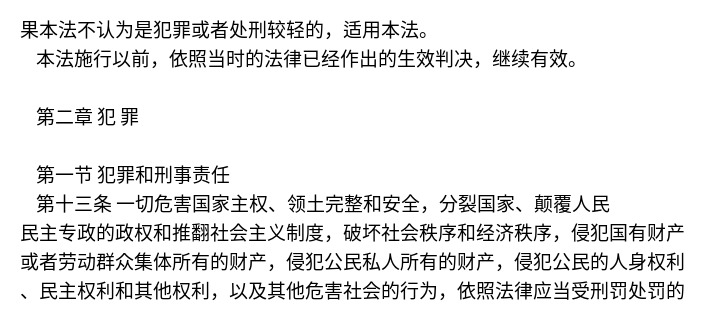 果本法不认为是犯罪或者处刑较轻的，适用本法。
本法施行以前，依照当时的法律已经作出的生效判决，继续有效。
第二章 犯 罪
第一节 犯罪和刑事责任
第十三条 一切危害国家主权、领土完整和安全，分裂国家、颠覆人民
民主专政的政权和推翻社会主义制度，破坏社会秩序和经济秩序，侵犯国有财产
或者劳动群众集体所有的财产，侵犯公民私人所有的财产，侵犯公民的人身权利
、民主权利和其他权利，以及其他危害社会的行为，依照法律应当受刑罚处罚的